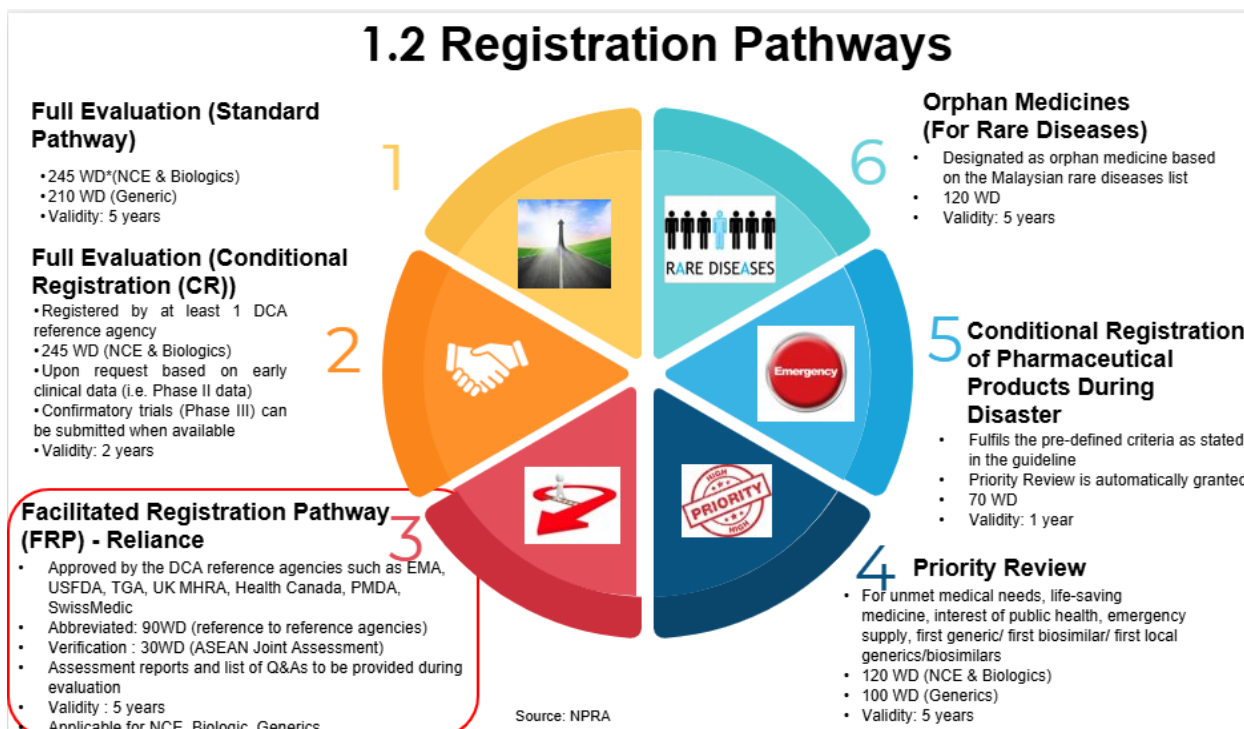 1.2 Registration Pathways
Full Evaluation (Standard
Pathway)
•245 WD*(NCE & Biologics)
•210 WD (Generic)
•Validity: 5 years
1
Full Evaluation (Conditional
Registration (CR))
•Registered by at least 1 DCA
reference agency
•245 WD (NCE & Biologics)
•Upon request based on early
clinical data (i.e. Phase II data)
•Confirmatory trials (Phase III) can
be submitted when available
•Validity: 2 years
2
Facilitated Registration Pathway
(FRP) - Reliance
• Approved by the DCA reference agencies such as EMA,
USFDA, TGA, UK MHRA, Health Canada, PMDA,
SwissMedic
• Abbreviated: 90WD (reference to reference agencies)
• Verification : 30WD (ASEAN Joint Assessment)
• Assessment reports and list of Q&As to be provided during
evaluation
• Validity : 5 years
• Applicable for NCE, Biologic, Generics
3
HIGH
PRIORITY
HIGH
4
Priority Review
• For unmet medical needs, life-saving
medicine, interest of public health, emergency
supply, first generic/ first biosimilar/ first local
generics/biosimilars
• 120 WD (NCE & Biologics)
• 100 WD (Generics)
• Validity: 5 years
Emergency
5
Conditional Registration
of Pharmaceutical
Products During
Disaster
• Fulfils the pre-defined criteria as stated
in the guideline
• Priority Review is automatically granted
• 70 WD
• Validity: 1 year
RARE DISEASES
6
Orphan Medicines
(For Rare Diseases)
• Designated as orphan medicine based
on the Malaysian rare diseases list
• 120 WD
• Validity: 5 years
Source: NPRA